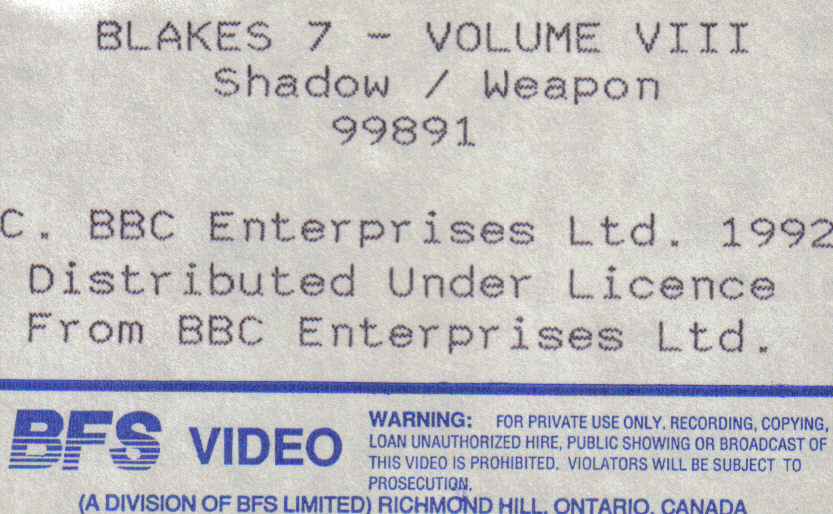 BLAKES 7 - VOLUME VIII
Shadow / Weapon
99891
C. BBC Enterprises Ltd. 1992
Distributed Under Licence
From BBC Enterprises Ltd.
BFS VIDEO
WARNING: FOR PRIVATE USE ONLY. RECORDING, COPYING,
LOAN UNAUTHORIZED HIRE, PUBLIC SHOWING OR BROADCAST OF
THIS VIDEO IS PROHIBITED. VIOLATORS WILL BE SUBJECT TO
PROSECUTION.
(A DIVISION OF BFS LIMITED) RICHMOND HILL, ONTARIO, CANADA